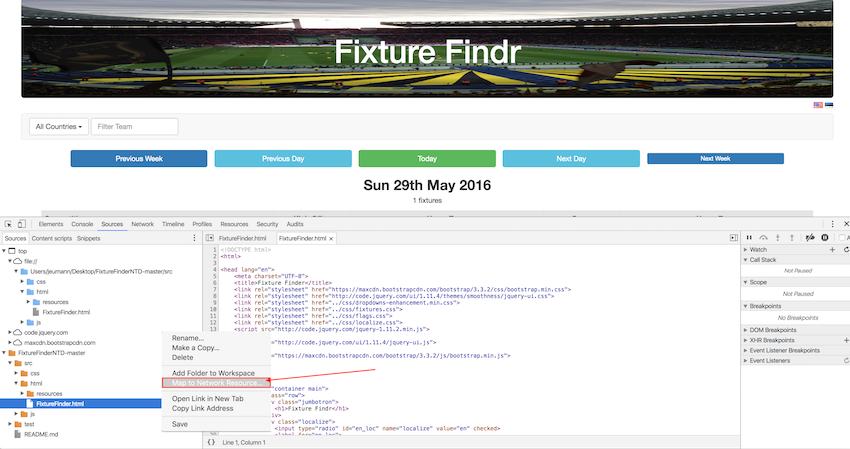 Fixture Findr
All Countries
Filter Team
Previous Week
Previous Day
Today
Next Day
Next Week
Sun 29th May 2016
1 fixtures
Elements Console Sources Network Timeline Profiles Resources Security Audits
Sources Content scripts Snippets
FixtureFinder.html
FixtureFinder.html ×
top
file://
Users/jeumann/Desktop/FixtureFinderNTD-master/src
css
html
resources
FixtureFinder.html
js
code.jquery.com
maxcdn.bootstrapcdn.com
FixtureFinderNTD-master
src
css
html
resources
FixtureFinder.html
js
test
README.md
Rename...
Make a Copy...
Delete
Add Folder to Workspace
Map to Network Resource...
Open Link in New Tab
Copy Link Address
Save
1 <!DOCTYPE html>
2 <html>
3
4 <head lang="en">
5 <meta charset="UTF-8">
6 <title>Fixture Finder</title>
7 <link rel="stylesheet" href="https://maxcdn.bootstrapcdn.com/bootstrap/3.3.2/css/bootstrap.min.css">
8 <link rel="stylesheet" href="http://code.jquery.com/ui/1.11.4/themes/smoothness/jquery-ui.css">
9 <link rel="stylesheet" href="../css/dropdowns-enhancement.min.css">
10 <link rel="stylesheet" href="../css/fixtures.css">
11 <link rel="stylesheet" href="../css/flags.css">
12 <link rel="stylesheet" href="../css/localize.css">
13 <script src="http://code.jquery.com/jquery-1.11.2.min.js">
"http://code.jquery.com/ui/1.11.4/jquery-ui.js">
"https://maxcdn.bootstrapcdn.com/bootstrap/3.3.2/js/bootstrap.min.js">
"container main">
class="row">
v class="jumbotron">
<h1>Fixture Findr</h1>
v>
v class="localize">
<input type="radio" id="en_loc" name="localize" value="en" checked>
{} Line 1, Column 1
Watch
Call Stack
Not Paused
Scope
Not Paused
Breakpoints
No Breakpoints
DOM Breakpoints
XHR Breakpoints
Event Listener Breakpoints
Event Listeners